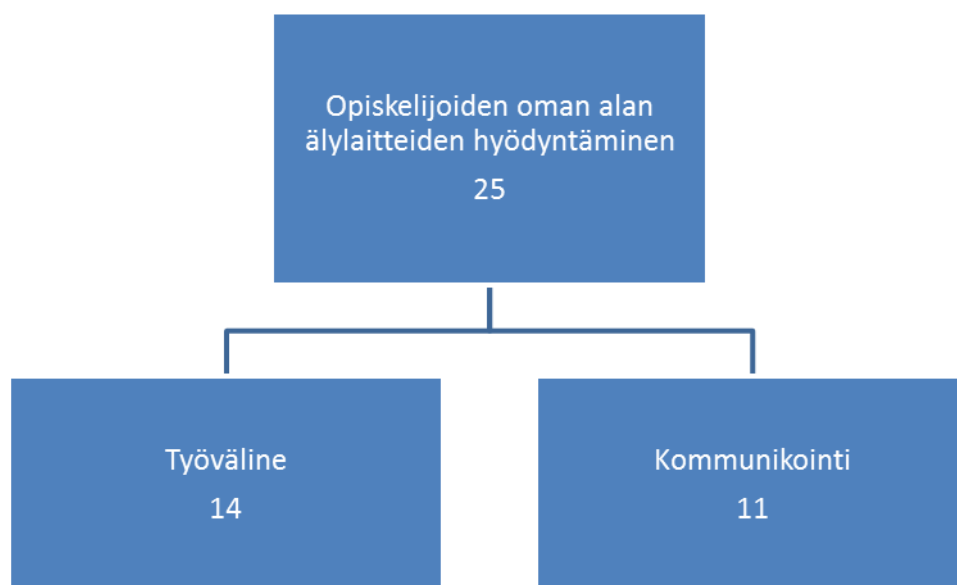 Opiskelijoiden oman alan
älylaitteiden hyödyntäminen
25
Työväline
14
Kommunikointi
11